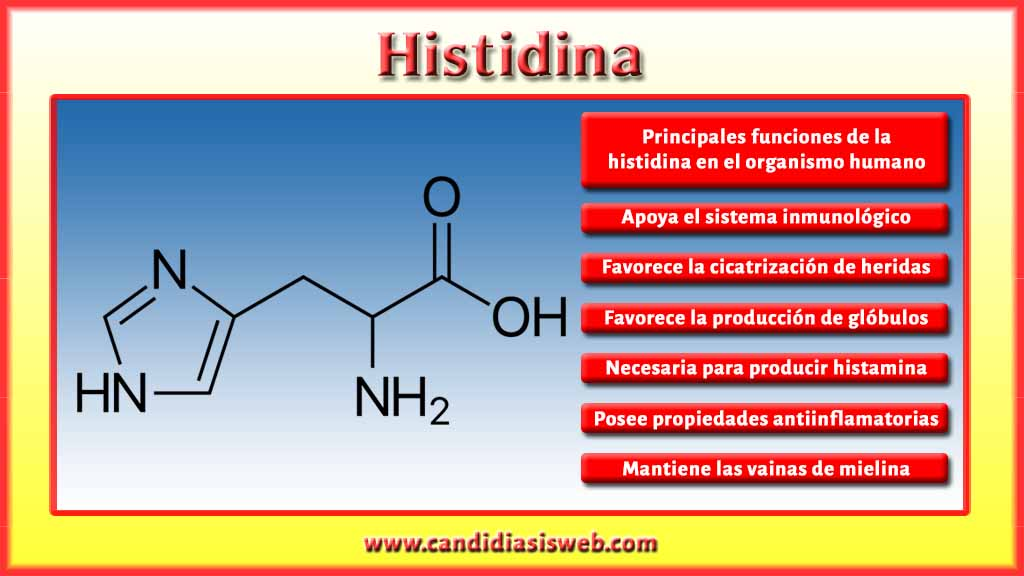 Histidina
Principales funciones de la
histidina en el organismo humano
Apoya el sistema inmunológico
Favorece la cicatrización de heridas
Favorece la producción de glóbulos
Necesaria para producir histamina
Posee propiedades antiinflamatorias
Mantiene las vainas de mielina
O
N
OH
HN
NH2
www.candidiasisweb.com